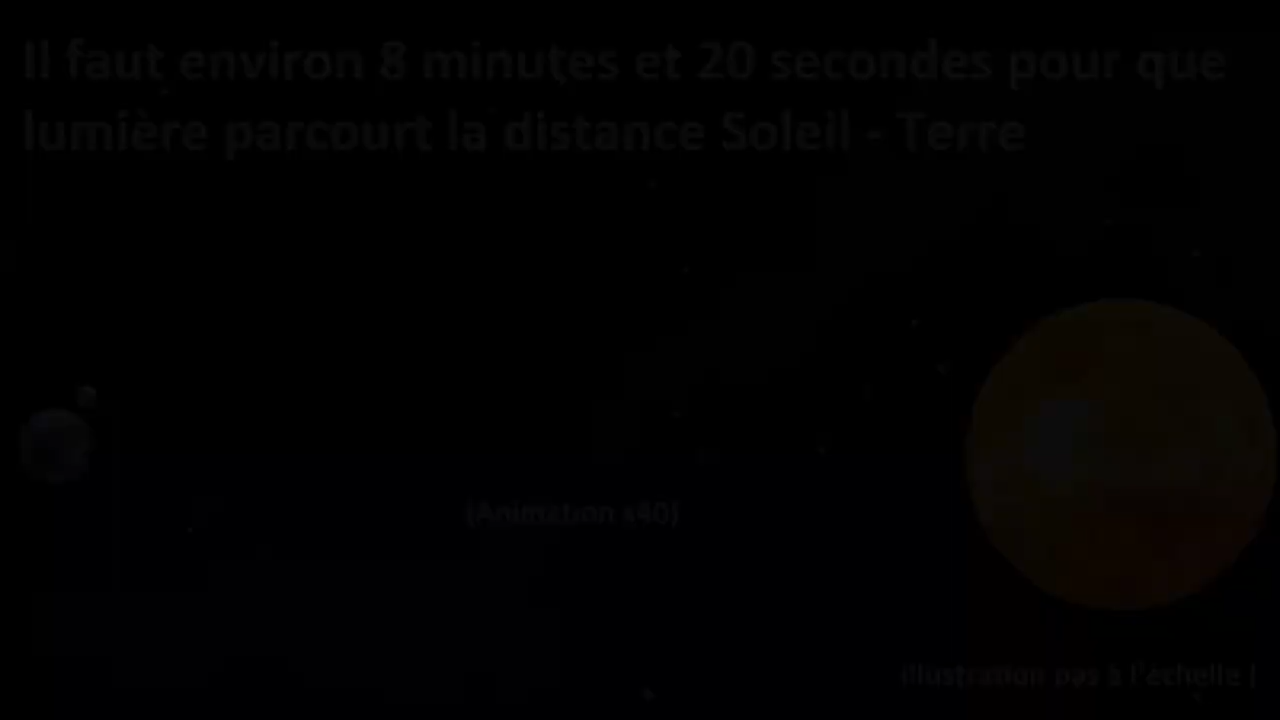 Il faut environ 8 minutes et 20 secondes pour que
lumière parcourt la distance Soleil - Terre
(Animation x40)
Illustration pas à l'échelle !